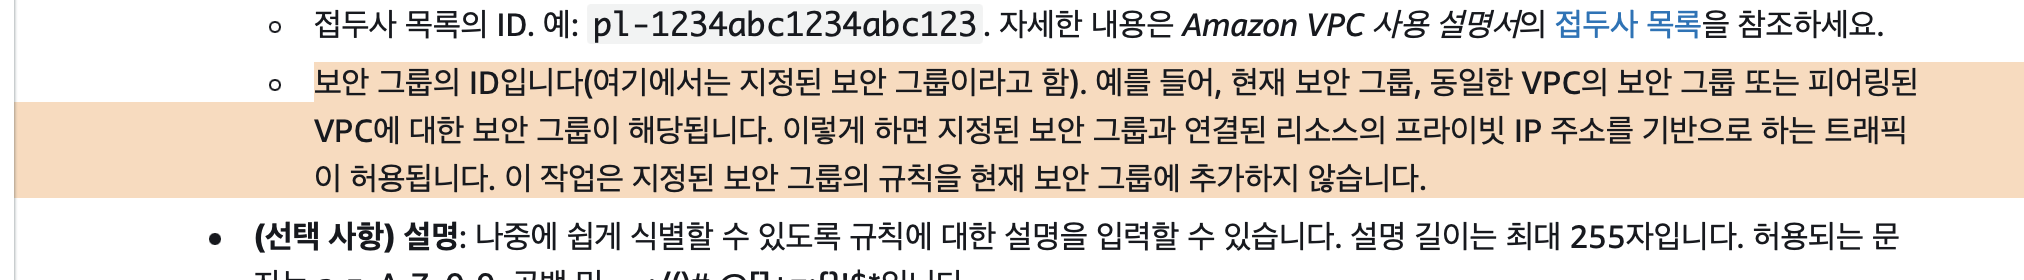 접두사 목록의 ID. 예: pl-1234abc1234abc123. 자세한 내용은 Amazon VPC 사용 설명서의 접두사 목록을 참조하세요.
보안 그룹의 ID입니다(여기에서는 지정된 보안 그룹이라고 함). 예를 들어, 현재 보안 그룹, 동일한 VPC의 보안 그룹 또는 피어링된
VPC에 대한 보안 그룹이 해당됩니다. 이렇게 하면 지정된 보안 그룹과 연결된 리소스의 프라이빗 IP 주소를 기반으로 하는 트래픽
이 허용됩니다. 이 작업은 지정된 보안 그룹의 규칙을 현재 보안 그룹에 추가하지 않습니다.
(선택 사항) 설명: 나중에 쉽게 식별할 수 있도록 규칙에 대한 설명을 입력할 수 있습니다. 설명 길이는 최대 255자입니다. 허용되는 문